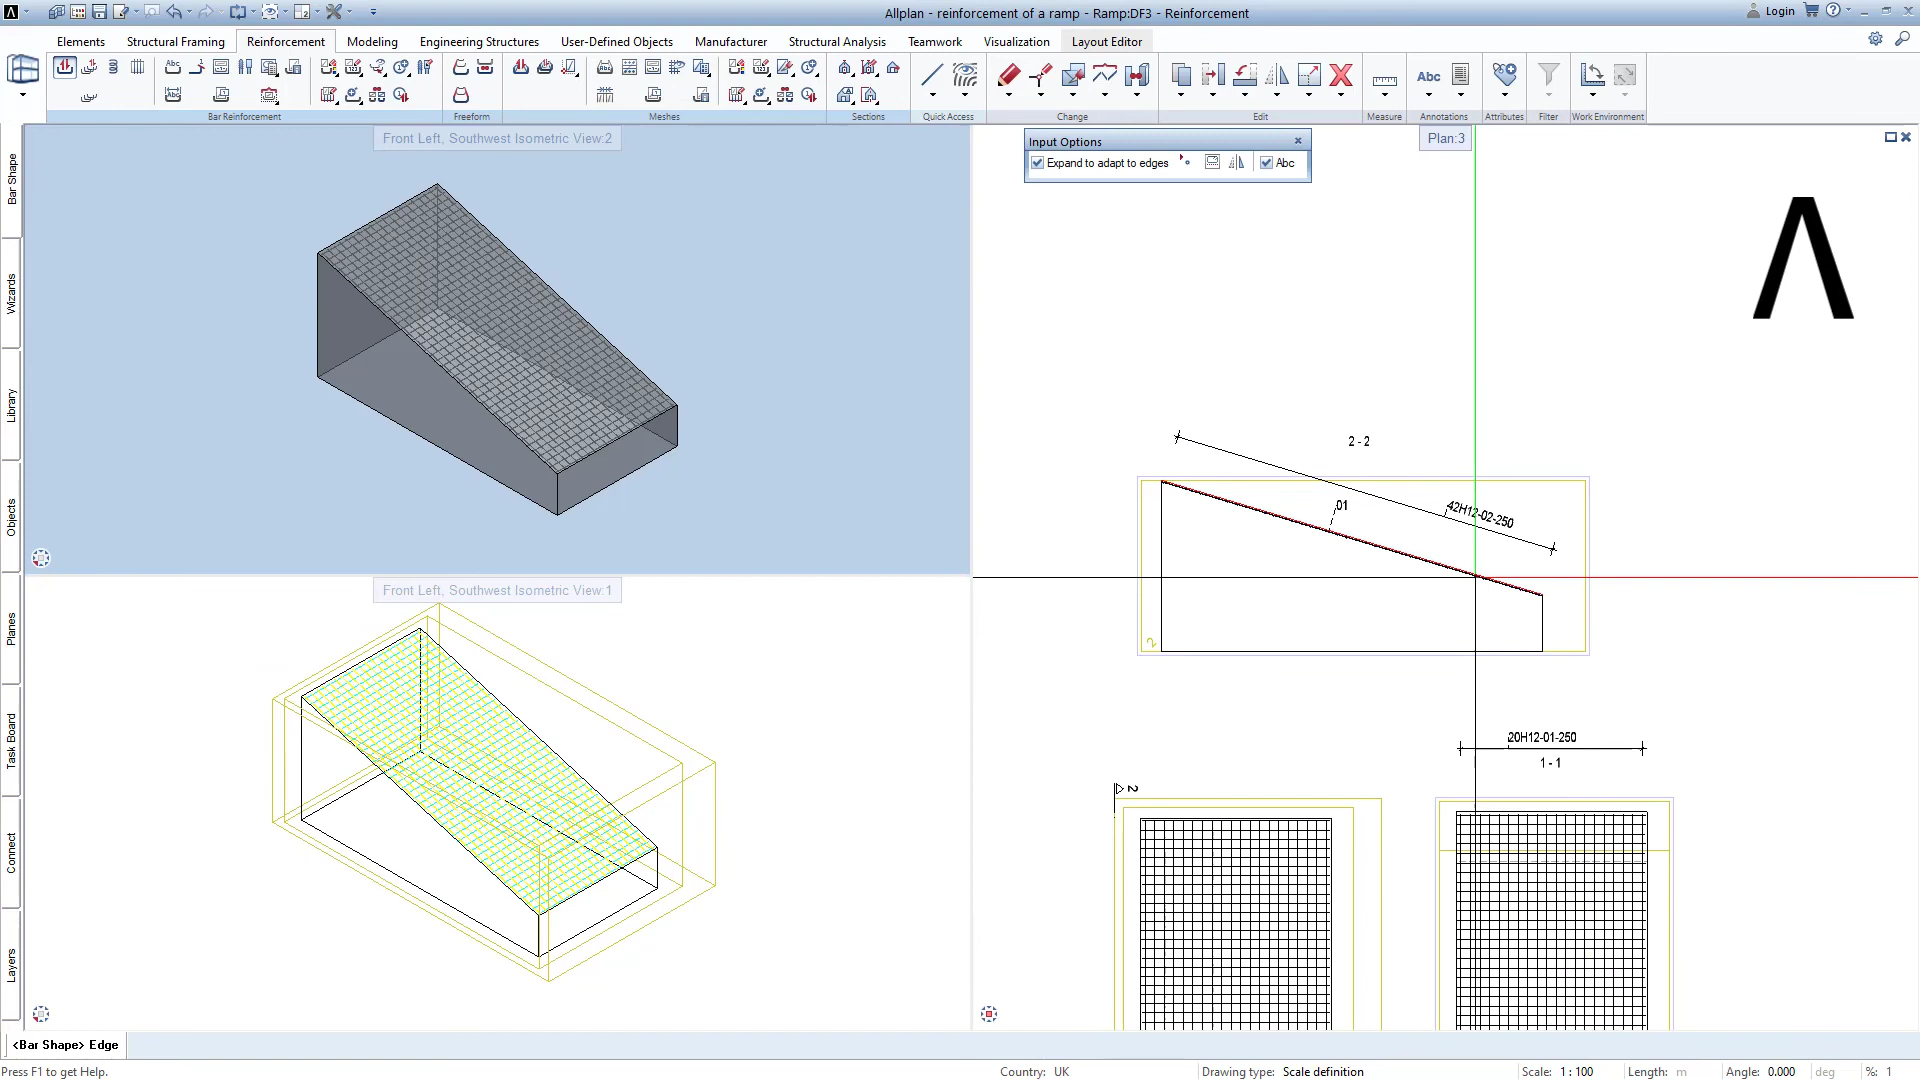 Allplan - reinforcement of a ramp - Ramp:DF3 - Reinforcement
Login
Elements
Structural Framing
Reinforcement
Modeling
Engineering Structures
User-Defined Objects
Manufacturer
Structural Analysis
Teamwork
Visualization
Layout Editor
Bar Reinforcement
Freeform
Meshes
Sections
Quick Access
Change
Edit
Measure
Abc
Annotations
Attributes
Filter
Work Environment
Front Left, Southwest Isometric View:2
Input Options
Expand to adapt to edges
Abc
Plan:3
Bar Shape
Wizards
Library
Objects
Planes
Task Board
Connect
Layers
2 - 2
01
42H12-02-250
2
Front Left, Southwest Isometric View:1
20H12-01-250
1 - 1
2
<Bar Shape> Edge
Press F1 to get Help.
Country: UK
Drawing type: Scale definition
Scale: 1 : 100
Length: m
Angle: 0.000
deg
%: 1